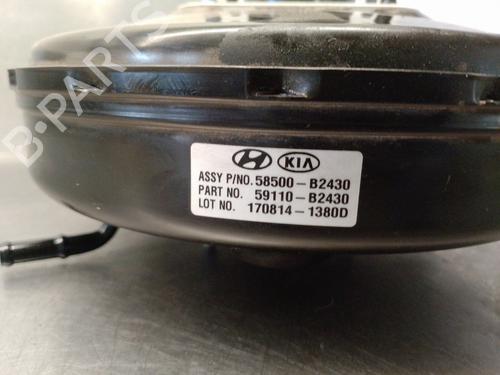 B-PARTS
KIA
ASSY P/NO. 58500-B2430
PART NO. 59110-B2430
LOT NO. 170814-1380D